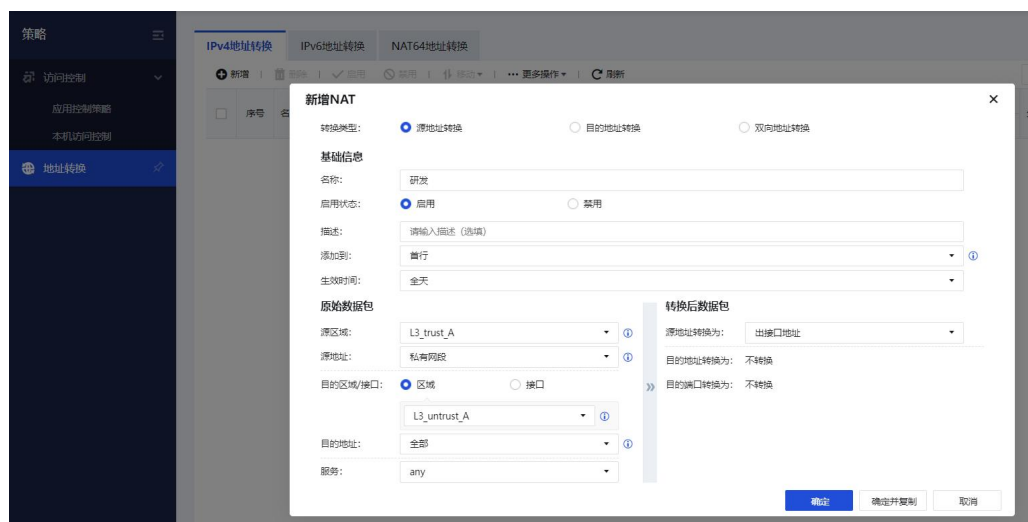 策略
IPv4地址转换 IPv6地址转换 NAT64地址转换
访问控制
新增 删除 启用 禁用 移动 更多操作 刷新
应用控制策略
本机访问控制
地址转换
序号 名
新增NAT
转换类型: 源地址转换 目的地址转换 双向地址转换
基础信息
名称: 研发
启用状态: 启用 禁用
描述: 请输入描述（选填）
添加到: 首行
生效时间: 全天
原始数据包 转换后数据包
源区域: L3_trust_A 源地址转换为: 出接口地址
源地址: 私有网段 目的地址转换为: 不转换
目的区域/接口: 区域 接口 目的端口转换为: 不转换
L3_untrust_A
目的地址: 全部
服务: any
确定 确定并复制 取消